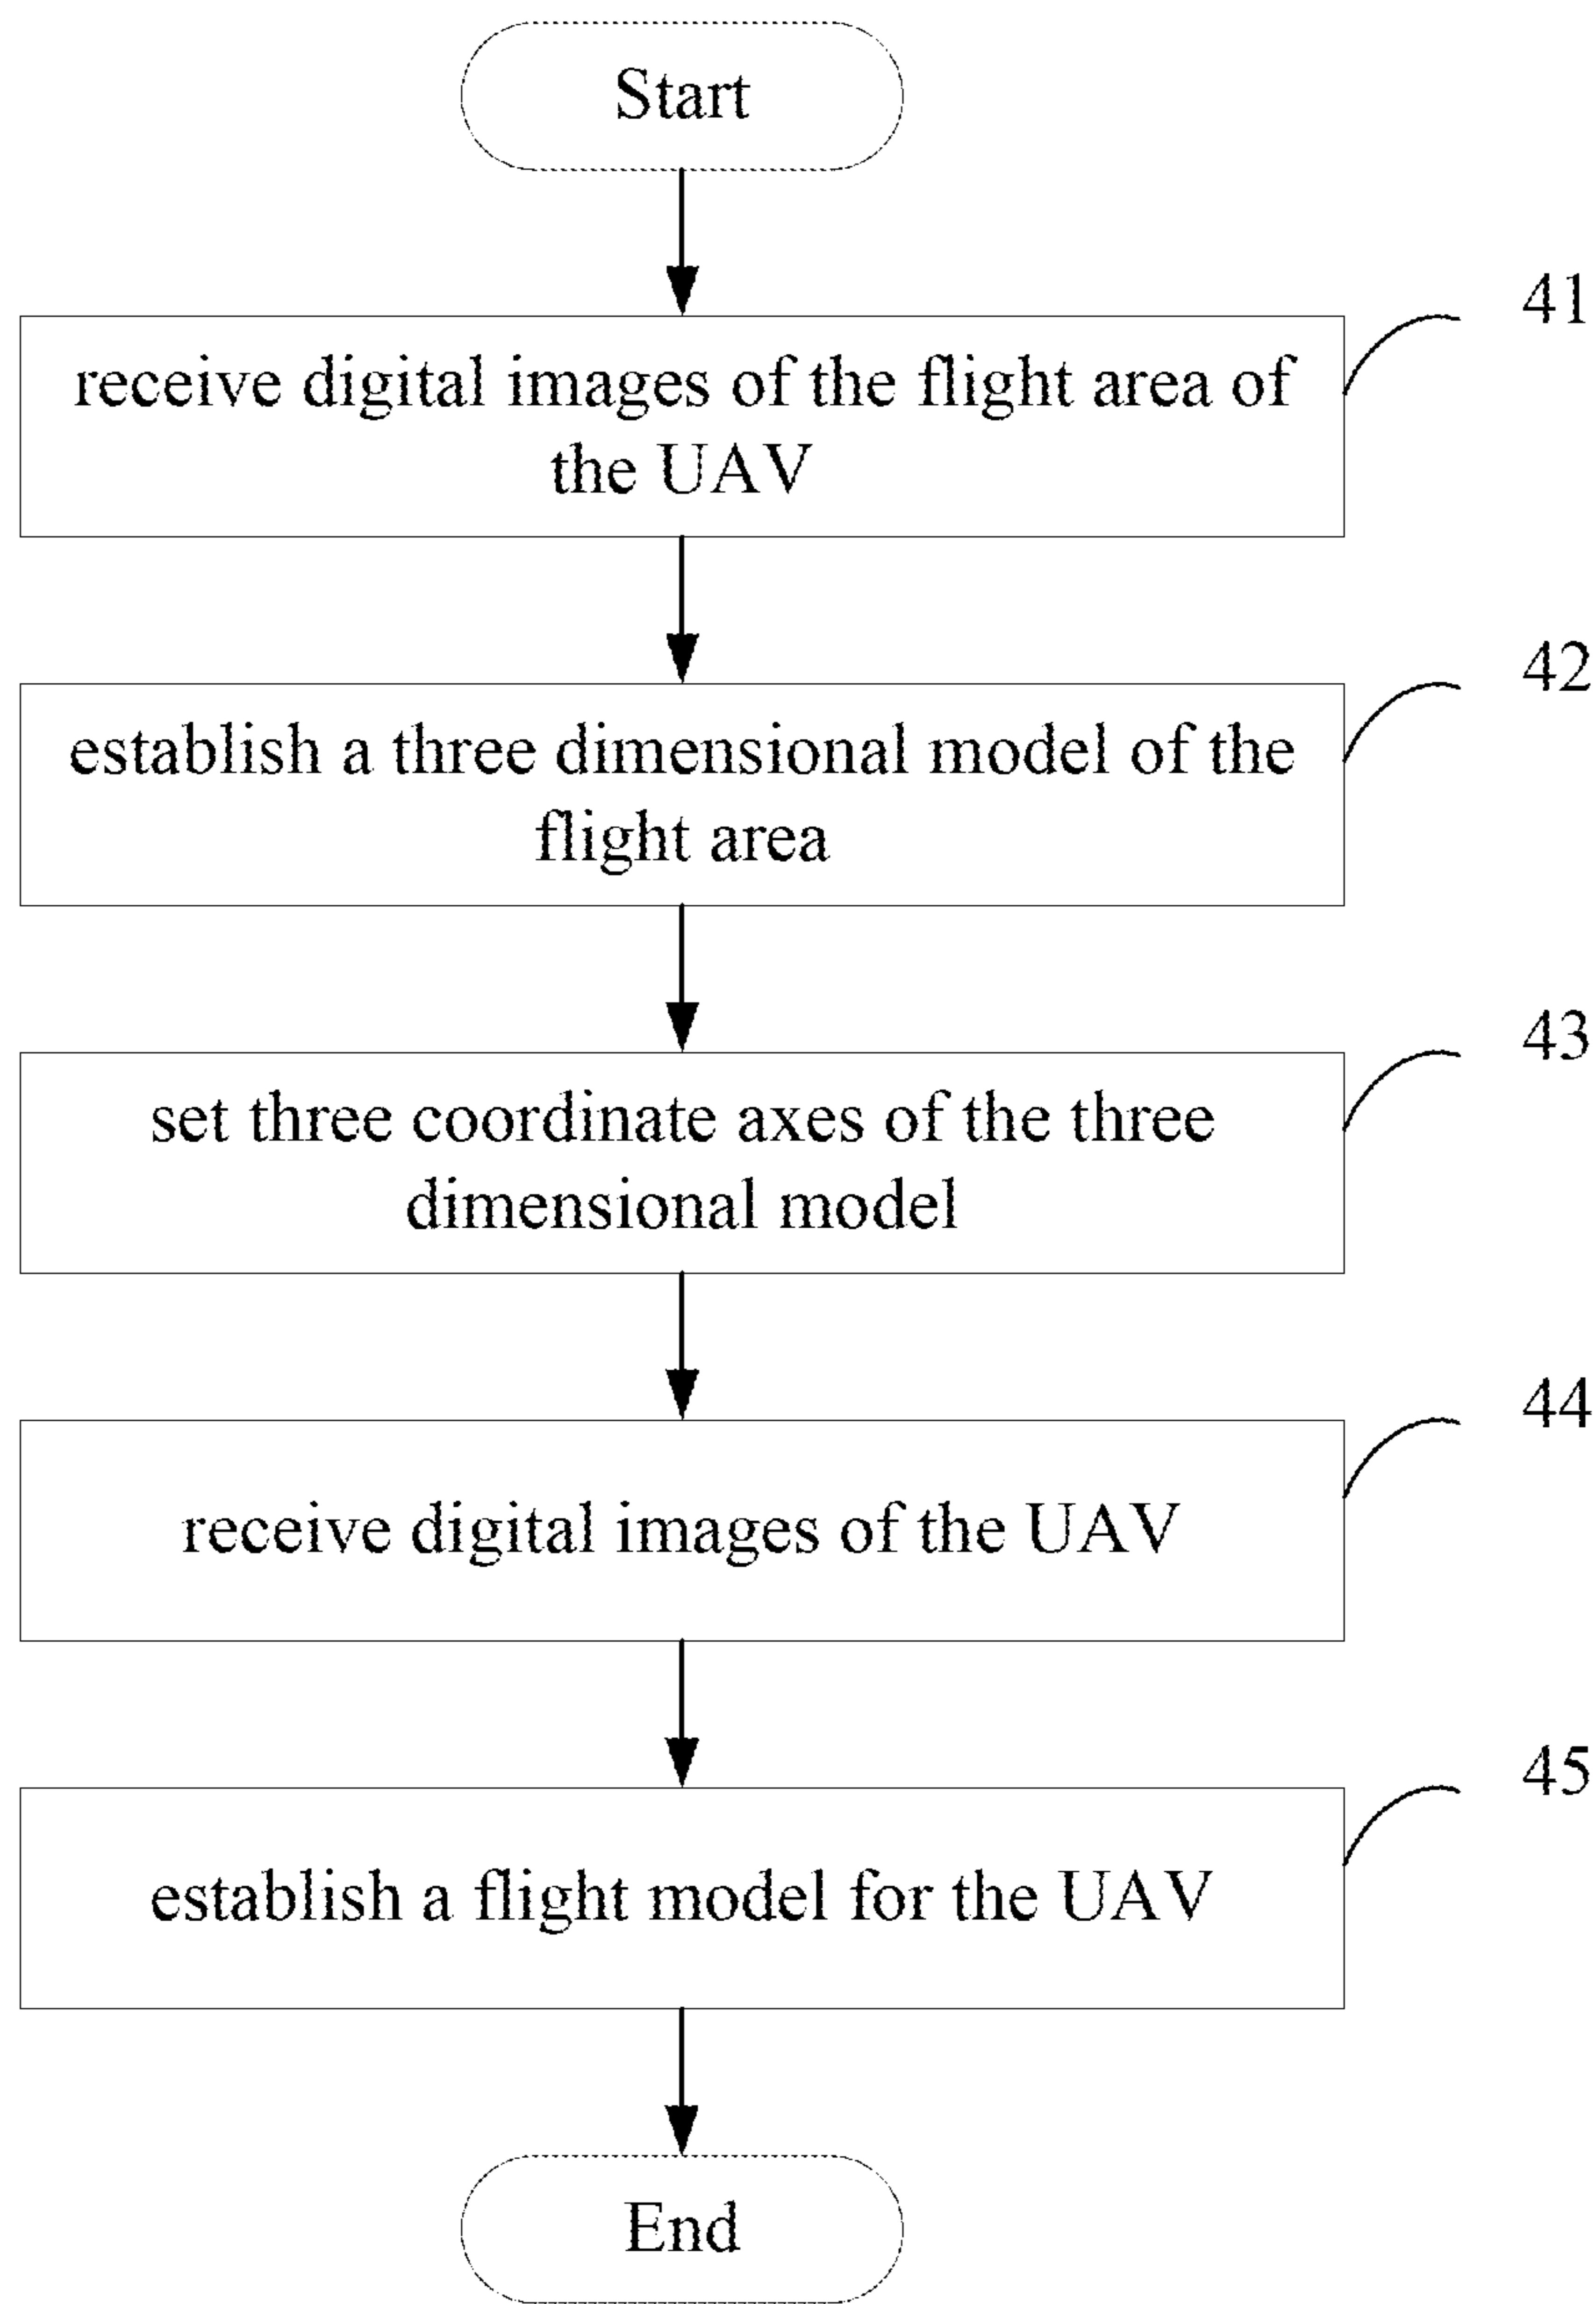 Start
41
receive digital images of the flight area of
the UAV
42
establish a three dimensional model of the
flight area
43
set three coordinate axes of the three
dimensional model
44
receive digital images of the UAV
45
establish a flight model for the UAV
End